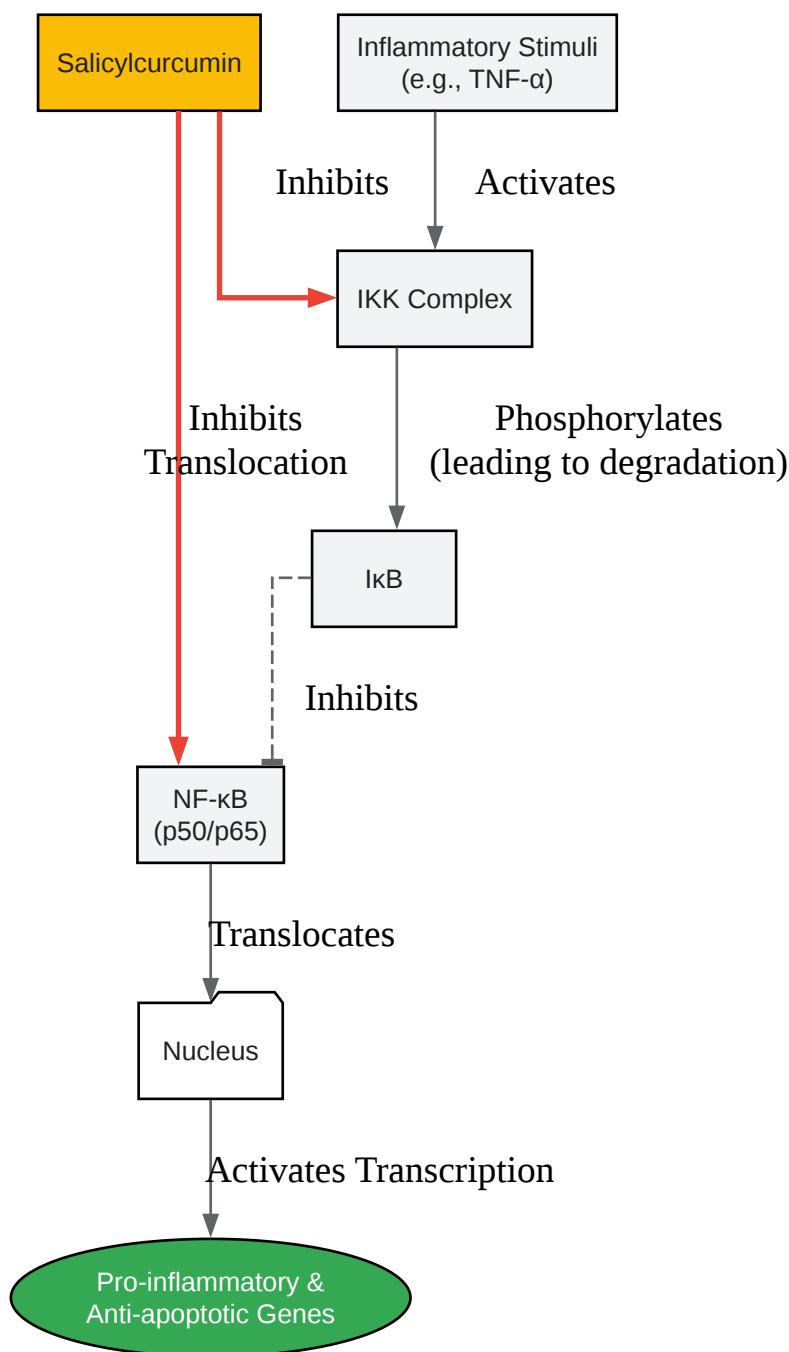 Salicylcurcumin
Inflammatory Stimuli
(e.g., TNF-α)
Inhibits
Activates
IKK Complex
Inhibits
Translocation
Phosphorylates
(leading to degradation)
IκB
Inhibits
NF-κB
(p50/p65)
Translocates
Nucleus
Activates Transcription
Pro-inflammatory &
Anti-apoptotic Genes